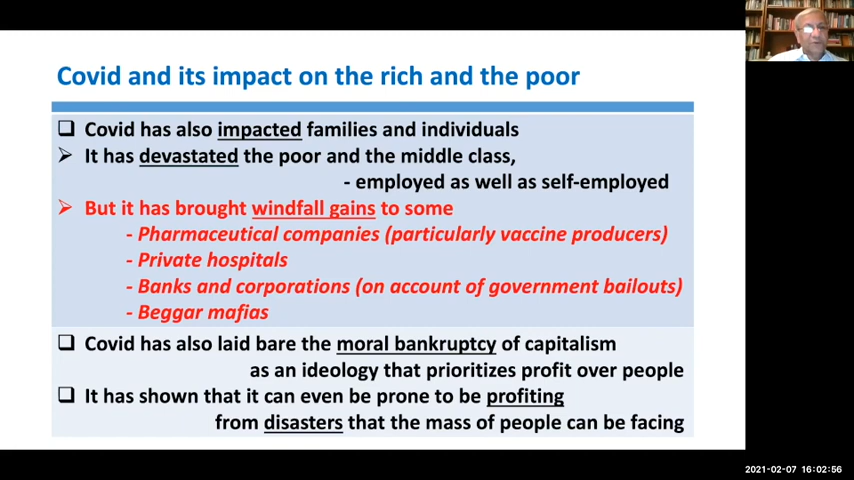 Covid and its impact on the rich and the poor
❑ Covid has also impacted families and individuals
➢ It has devastated the poor and the middle class,
- employed as well as self-employed
➢ But it has brought windfall gains to some
- Pharmaceutical companies (particularly vaccine producers)
- Private hospitals
- Banks and corporations (on account of government bailouts)
- Beggar mafias
❑ Covid has also laid bare the moral bankruptcy of capitalism
as an ideology that prioritizes profit over people
❑ It has shown that it can even be prone to be profiting
from disasters that the mass of people can be facing
2021-02-07 16:02:56